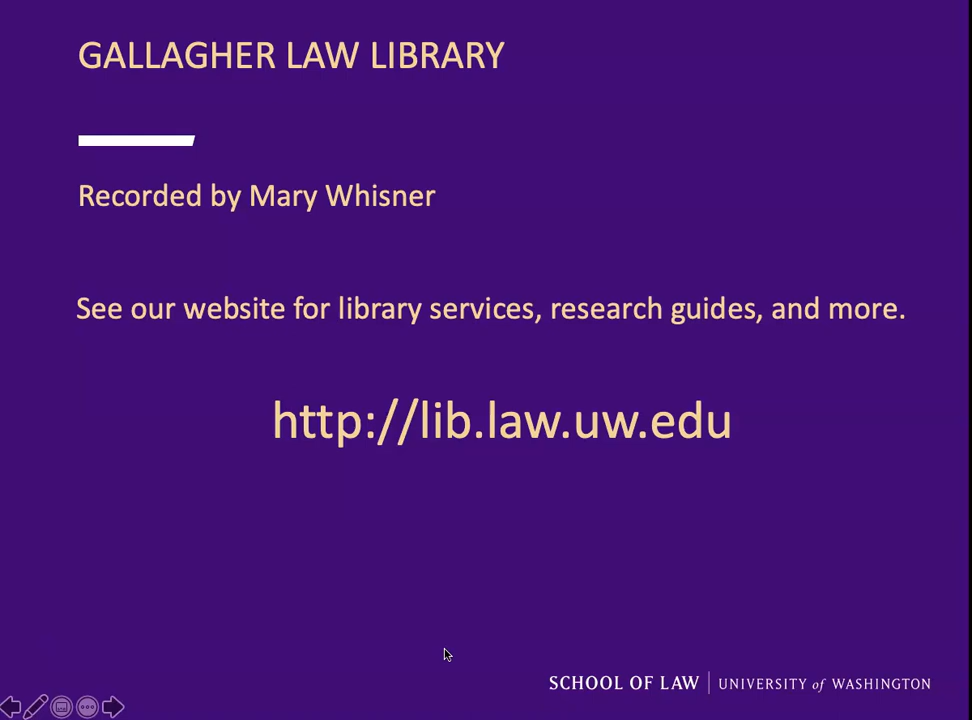 GALLAGHER LAW LIBRARY
Recorded by Mary Whisner
See our website for library services, research guides, and more.
http://lib.law.uw.edu
SCHOOL OF LAW | UNIVERSITY of WASHINGTON